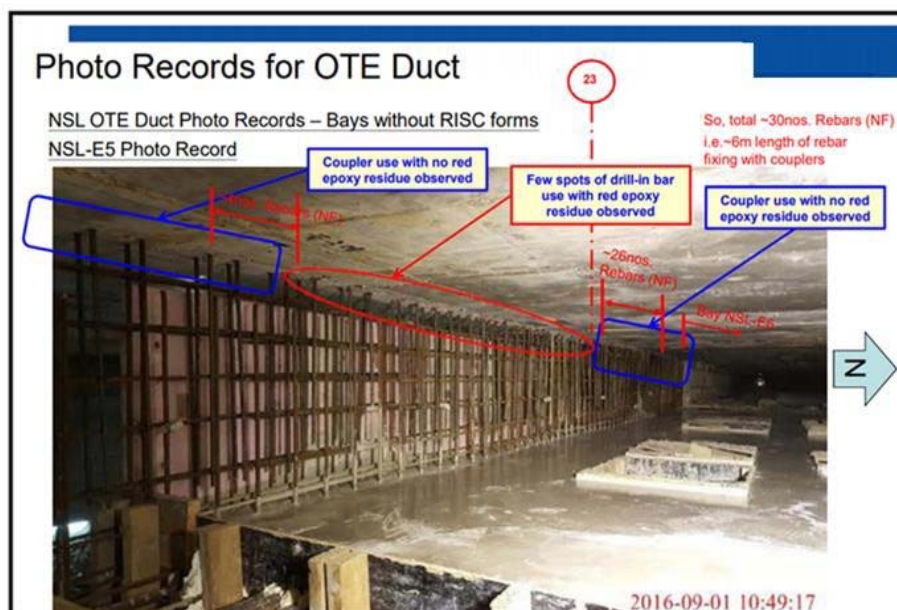 Photo Records for OTE Duct
23
NSL OTE Duct Photo Records – Bays without RISC forms
NSL-E5 Photo Record
So, total ~30nos. Rebars (NF)
i.e.~6m length of rebar
fixing with couplers
Coupler use with no red
epoxy residue observed
Few spots of drill-in bar
use with red epoxy
residue observed
Coupler use with no red
epoxy residue observed
Rebars (NF)
~26nos.
Rebars (NF)
Bay NSL-E6
N
2016-09-01 10:49:17